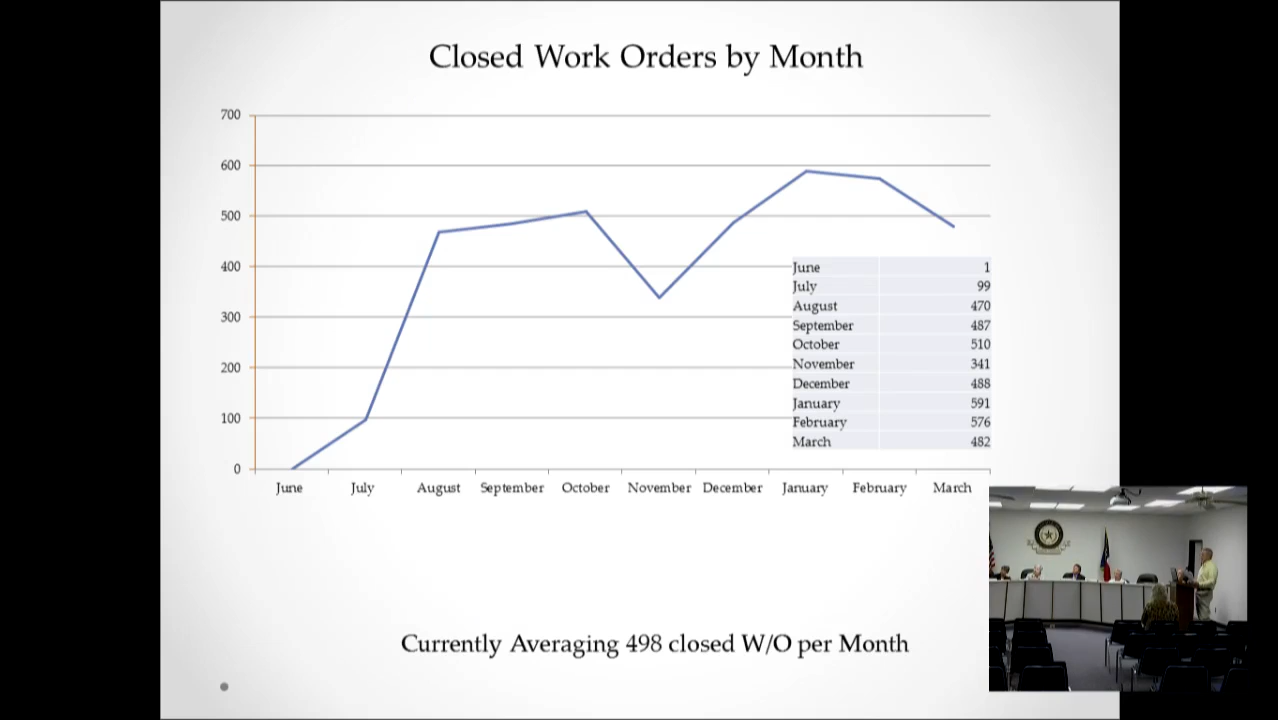 Closed Work Orders by Month
700
600
500
400
300
200
100
0
June July August September October November December January February March
June 1
July 99
August 470
September 487
October 510
November 341
December 488
January 591
February 576
March 482
Currently Averaging 498 closed W/O per Month